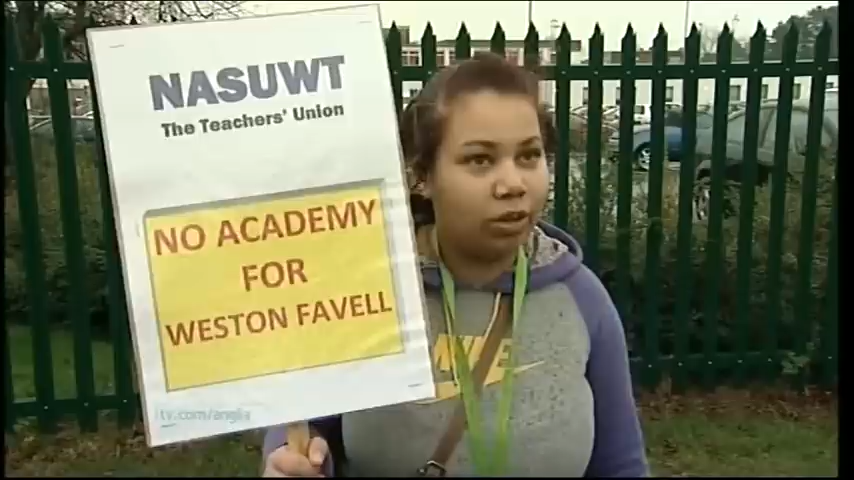 NASUWT
The Teachers' Union
NO ACADEMY
FOR
WESTON FAVELL
itv.com/anglia